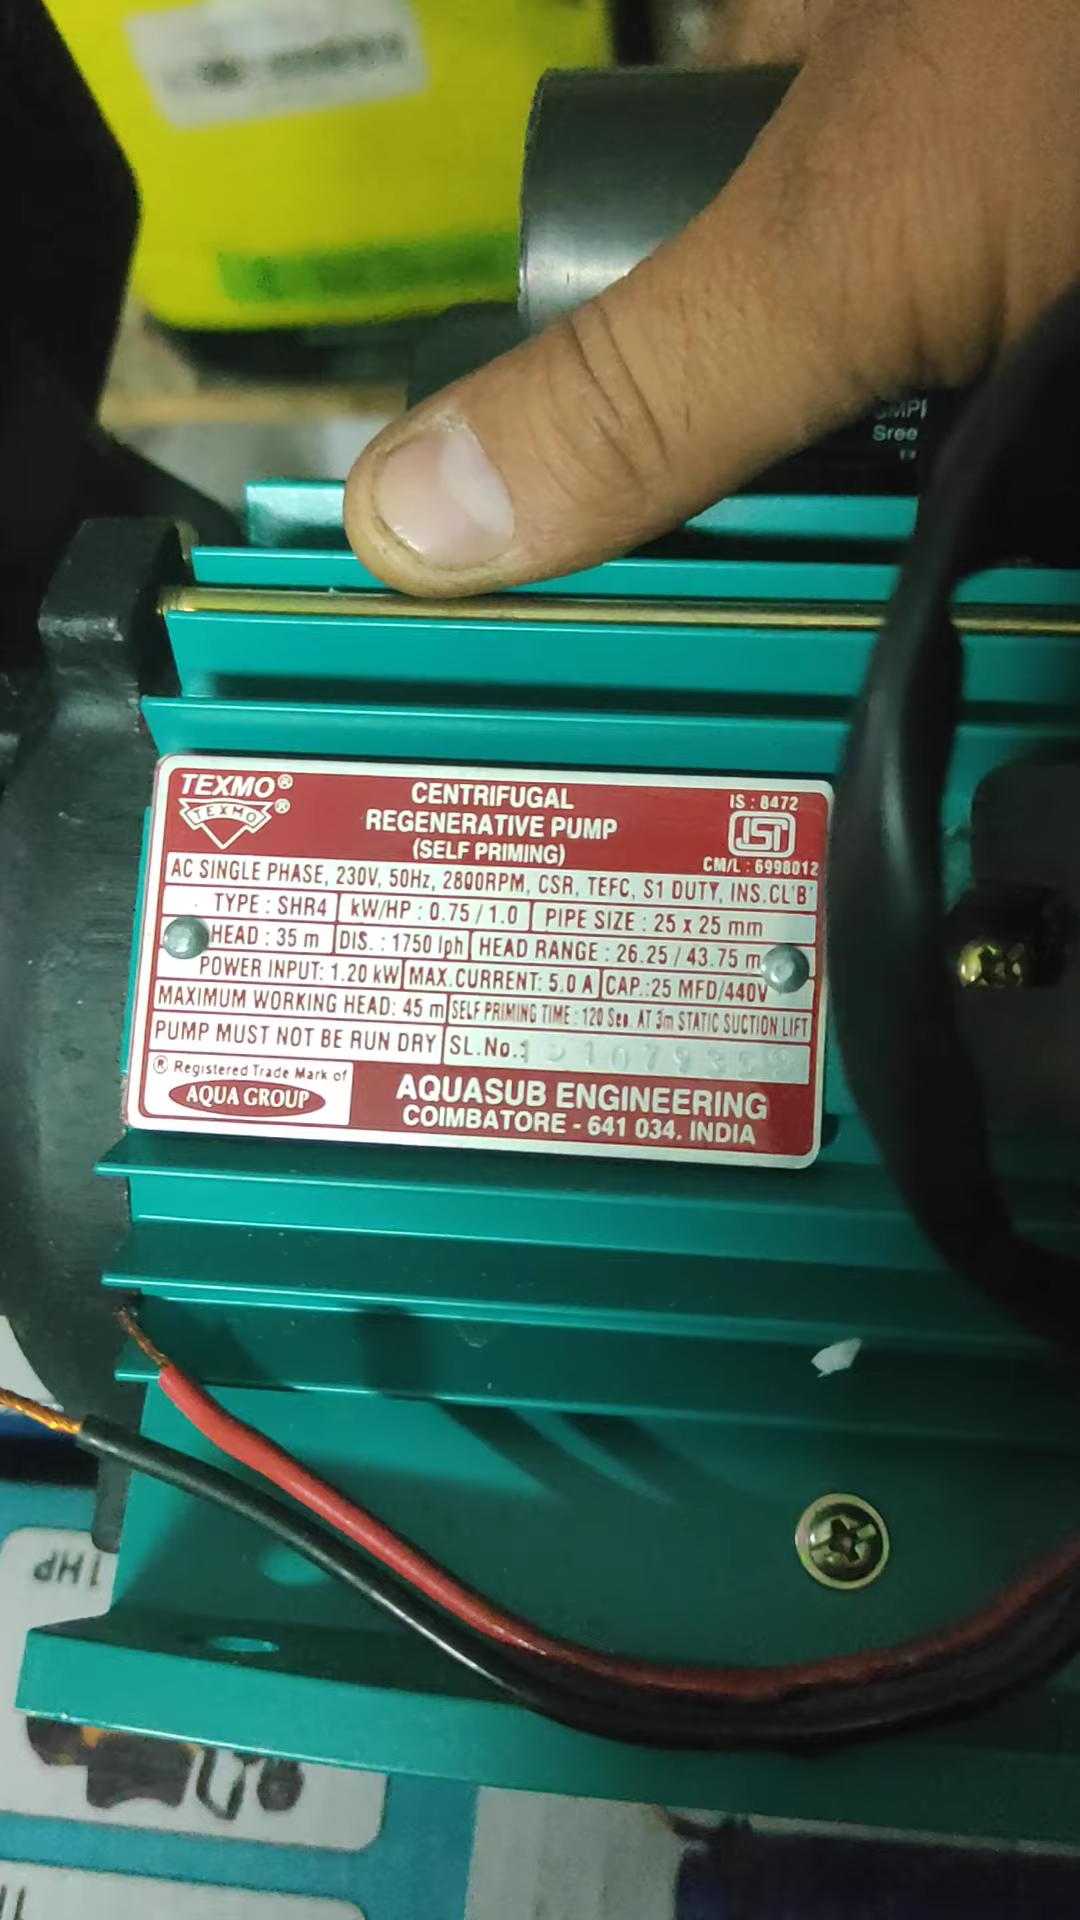 SMPP
Sree
TEXMO®
TEXMO®
CENTRIFUGAL
REGENERATIVE PUMP
(SELF PRIMING)
IS : 8472
ISI
CM/L : 6998012
AC SINGLE PHASE, 230V, 50Hz, 2800RPM, CSR, TEFC, S1 DUTY, INS.CL'B'
TYPE : SHR4 kW/HP : 0.75 / 1.0 PIPE SIZE : 25 x 25 mm
HEAD : 35 m DIS. : 1750 lph HEAD RANGE : 26.25 / 43.75 m
POWER INPUT: 1.20 kW MAX.CURRENT: 5.0 A CAP.:25 MFD/440V
MAXIMUM WORKING HEAD: 45 m SELF PRIMING TIME : 120 Sec. AT 3m STATIC SUCTION LIFT
PUMP MUST NOT BE RUN DRY SL.No.:
® Registered Trade Mark of
AQUA GROUP
AQUASUB ENGINEERING
COIMBATORE - 641 034. INDIA
1HP